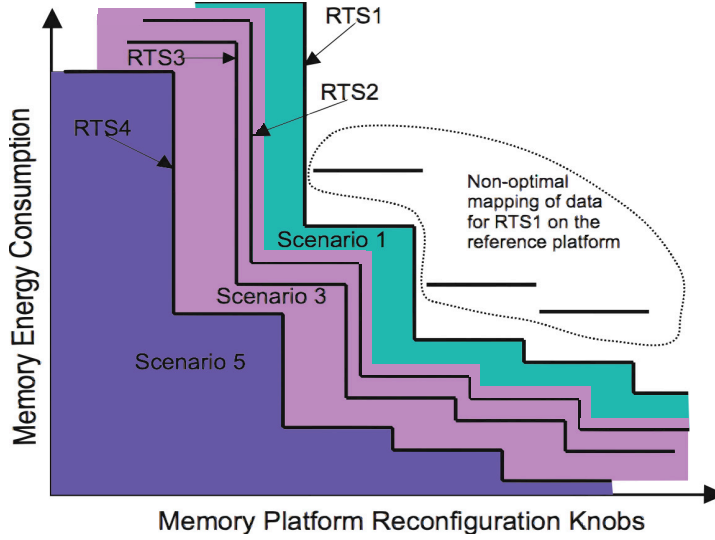 RTS1
RTS3
RTS2
RTS4
Non-optimal
mapping of data
for RTS1 on the
reference platform
Scenario 1
Scenario 3
Scenario 5
Memory Energy Consumption
Memory Platform Reconfiguration Knobs